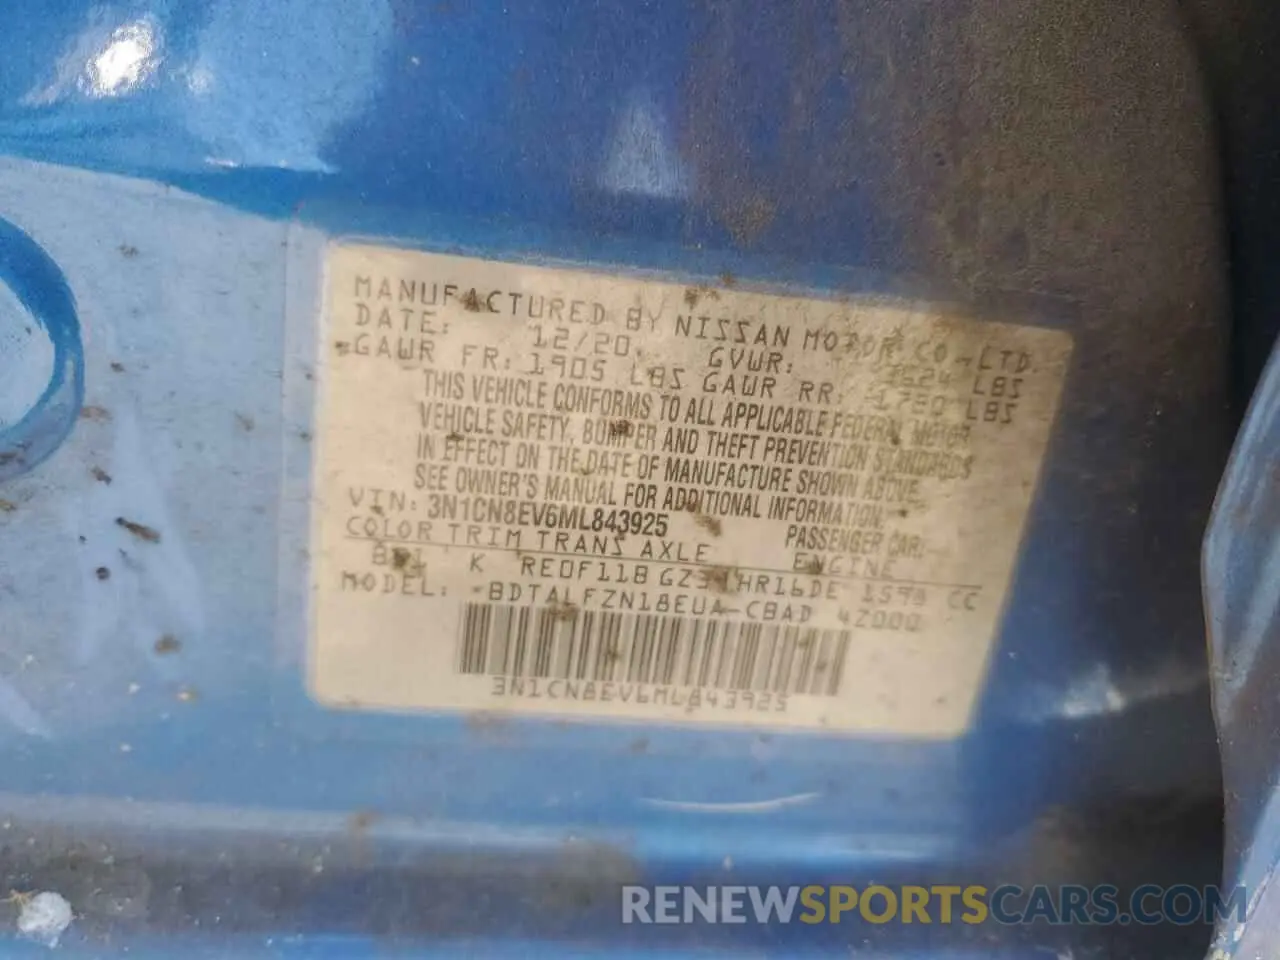 MANUFACTURED BY NISSAN MOTOR CO.,LTD.
DATE: 12/20 GVWR: LBS
GAWR FR: 1905 LBS GAWR RR: LBS
THIS VEHICLE CONFORMS TO ALL APPLICABLE FEDERAL MOTOR
VEHICLE SAFETY, BUMPER AND THEFT PREVENTION STANDARDS
IN EFFECT ON THE DATE OF MANUFACTURE SHOWN ABOVE.
SEE OWNER'S MANUAL FOR ADDITIONAL INFORMATION.
VIN: 3N1CN8EV6ML843925 PASSENGER CAR
COLOR TRIM TRANS AXLE ENGINE
K RE0F11B HR16DE 1598 CC
MODEL: BDTALFZN18EUA-CBAD
3N1CN8EV6ML843925
RENEWSPORTSCARS.COM